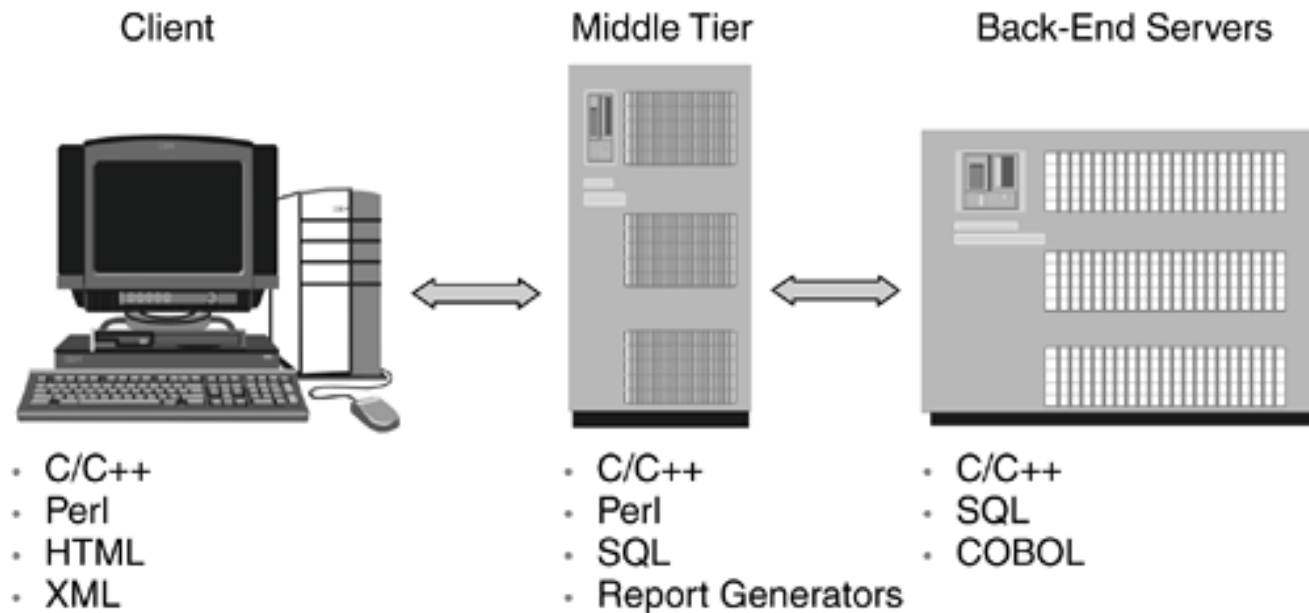 Client
Middle Tier
Back-End Servers
· C/C++
· Perl
· HTML
· XML
· C/C++
· Perl
· SQL
· Report Generators
· C/C++
· SQL
· COBOL